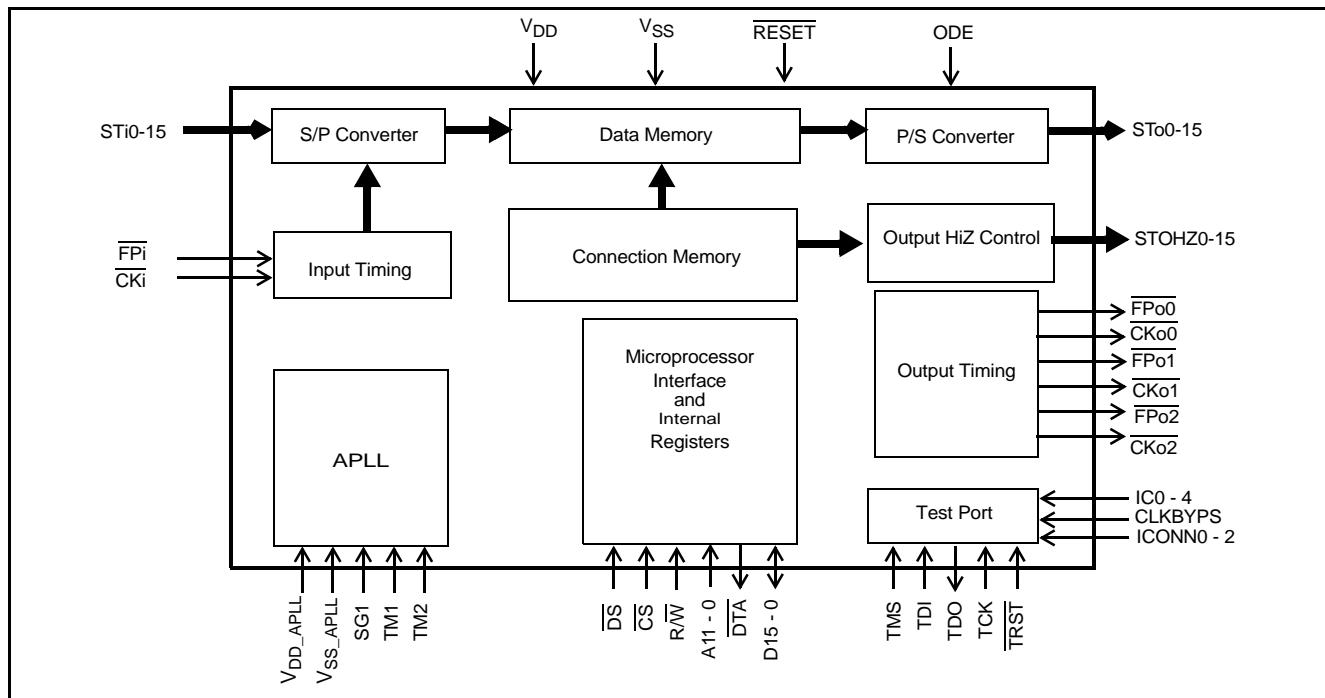 VDD
VSS
RESET
ODE
STi0-15
S/P Converter
Data Memory
P/S Converter
STo0-15
FPi
CKi
Input Timing
Connection Memory
Output HiZ Control
STOHZ0-15
Microprocessor
Interface
and
Internal
Registers
APLL
Output Timing
FPo0
CKo0
FPo1
CKo1
FPo2
CKo2
Test Port
IC0 - 4
CLKBYPS
ICONN0 - 2
VDD_APLL
VSS_APLL
SG1
TM1
TM2
DS
CS
R/W
A11 - 0
DTA
D15 - 0
TMS
TDI
TDO
TCK
TRST